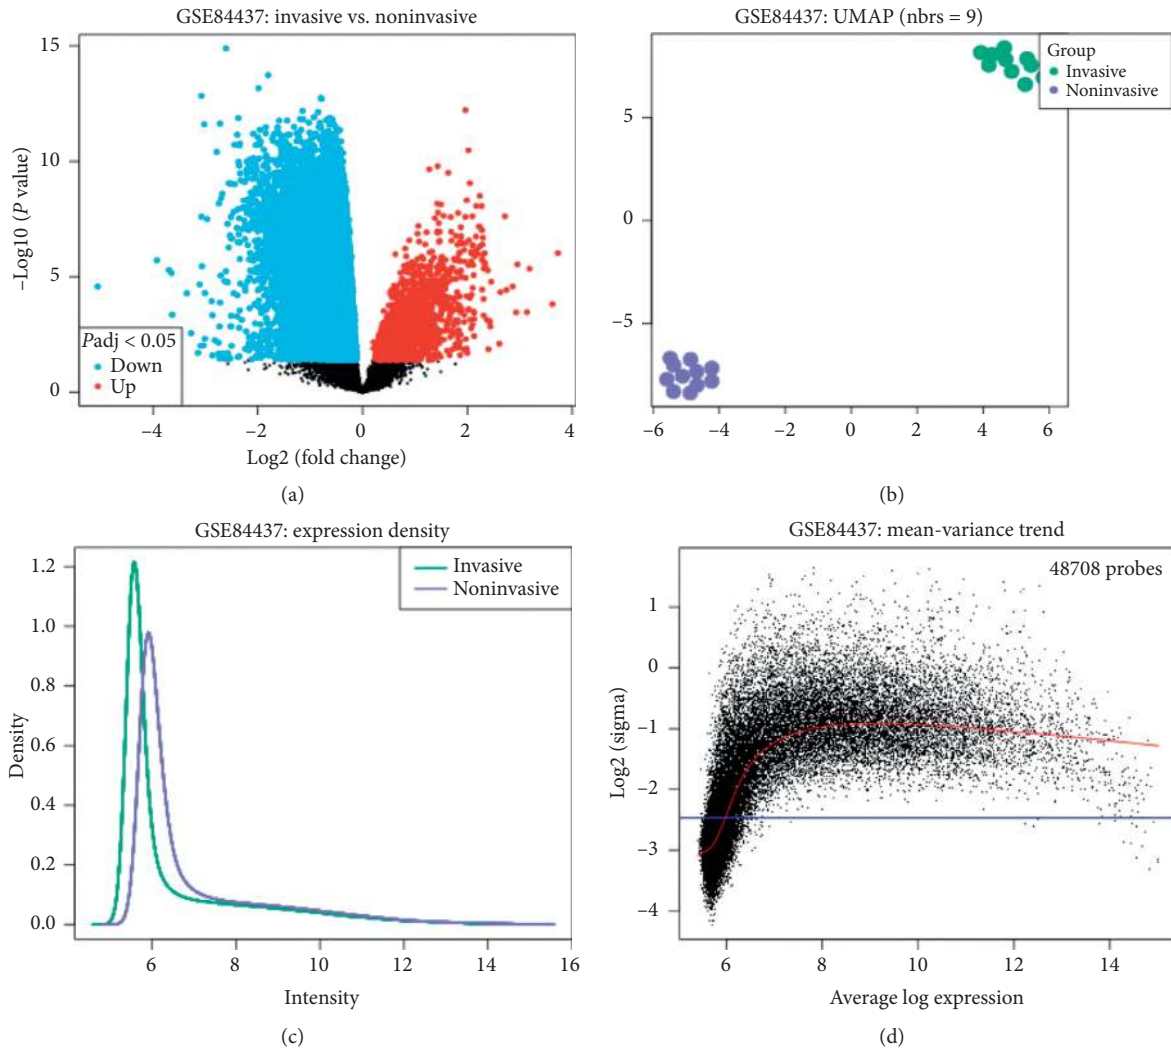 GSE84437: invasive vs. noninvasive
15
10
5
0
–Log10 (P value)
Padj < 0.05
Down
Up
–4
–2
0
2
4
Log2 (fold change)
(a)
GSE84437: UMAP (nbrs = 9)
Group
Invasive
Noninvasive
5
0
–5
–6
–4
–2
0
2
4
6
(b)
GSE84437: expression density
Invasive
Noninvasive
1.2
1.0
0.8
0.6
0.4
0.2
0.0
Density
6
8
10
12
14
16
Intensity
(c)
GSE84437: mean-variance trend
48708 probes
1
0
–1
–2
–3
–4
Log2 (sigma)
6
8
10
12
14
Average log expression
(d)